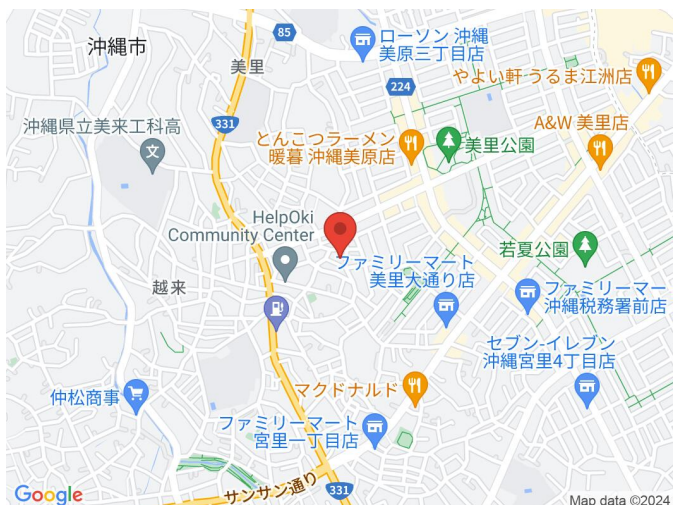 85
ローソン 沖縄
美原三丁目店
沖縄市
美里
やよい軒 うるま江洲店
224
A&W 美里店
331
沖縄県立美来工科高
文
とんこつラーメン
暖暮 沖縄美原店
美里公園
HelpOki
Community Center
若夏公園
ファミリーマート
美里大通り店
越来
ファミリーマー
沖縄税務署前店
セブン-イレブン
沖縄宮里4丁目店
マクドナルド
仲松商事
ファミリーマート
宮里一丁目店
サンサン通り
331
Google
Map data ©2024